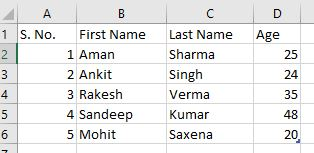 A B C D
1 S. No. First Name Last Name Age
2 1 Aman Sharma 25
3 2 Ankit Singh 24
4 3 Rakesh Verma 35
5 4 Sandeep Kumar 48
6 5 Mohit Saxena 20